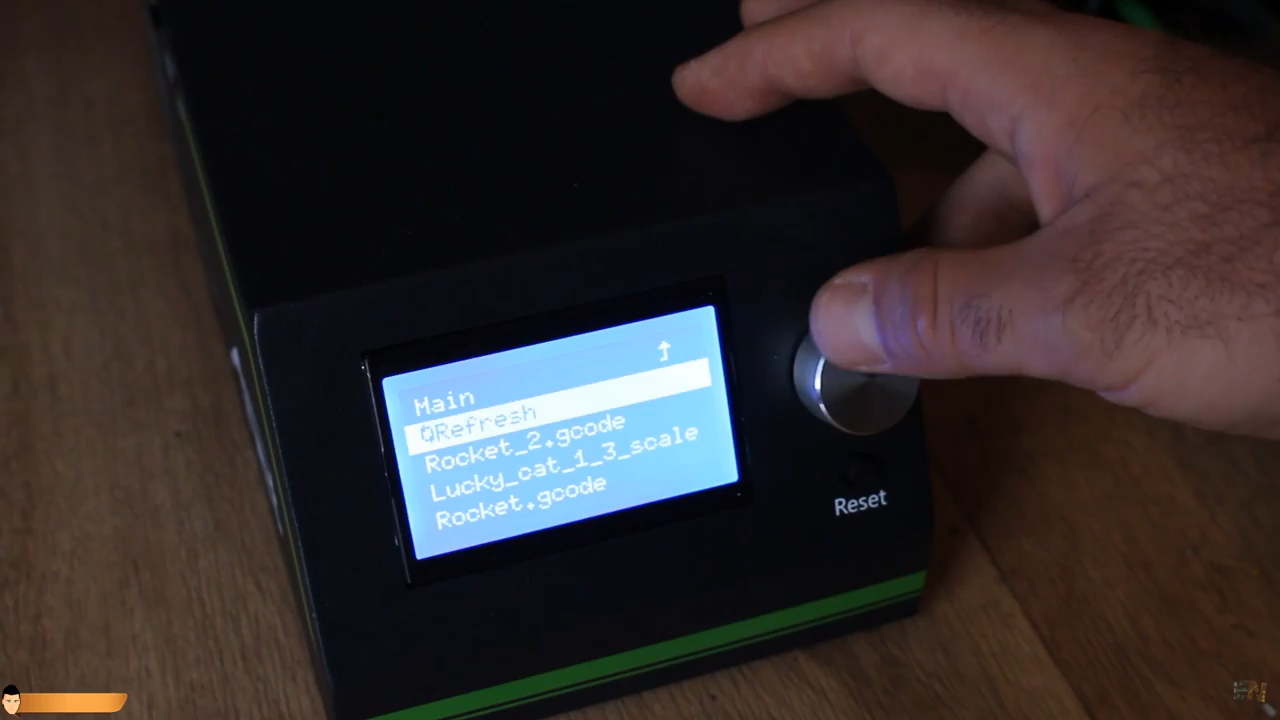 Main
Refresh
Rocket_2.gcode
Lucky_cat_1_3_scale
Rocket.gcode
Reset